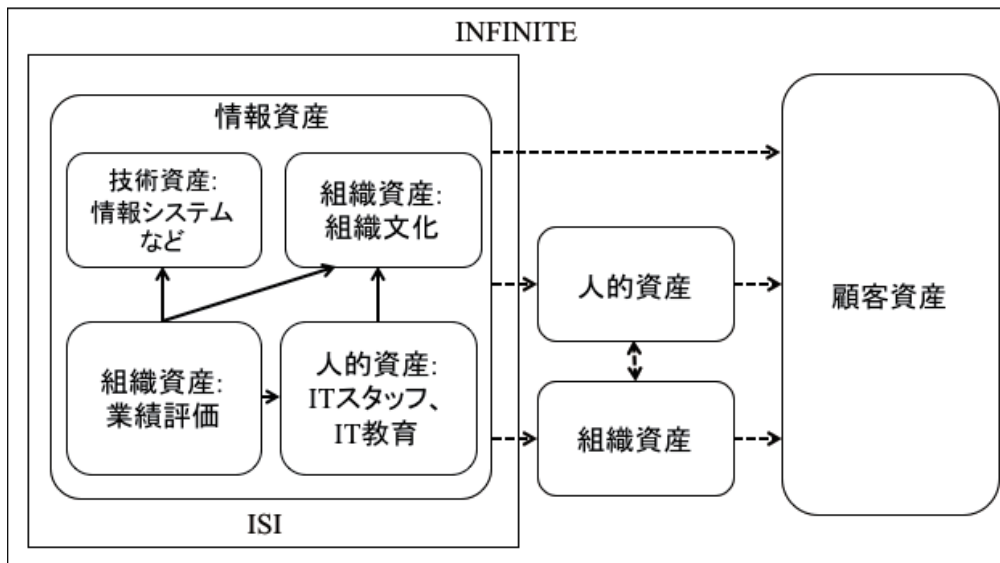 INFINITE
情報資産
技術資産:
情報システム
など
組織資産:
組織文化
組織資産:
業績評価
人的資産:
ITスタッフ、
IT教育
ISI
人的資産
組織資産
顧客資産